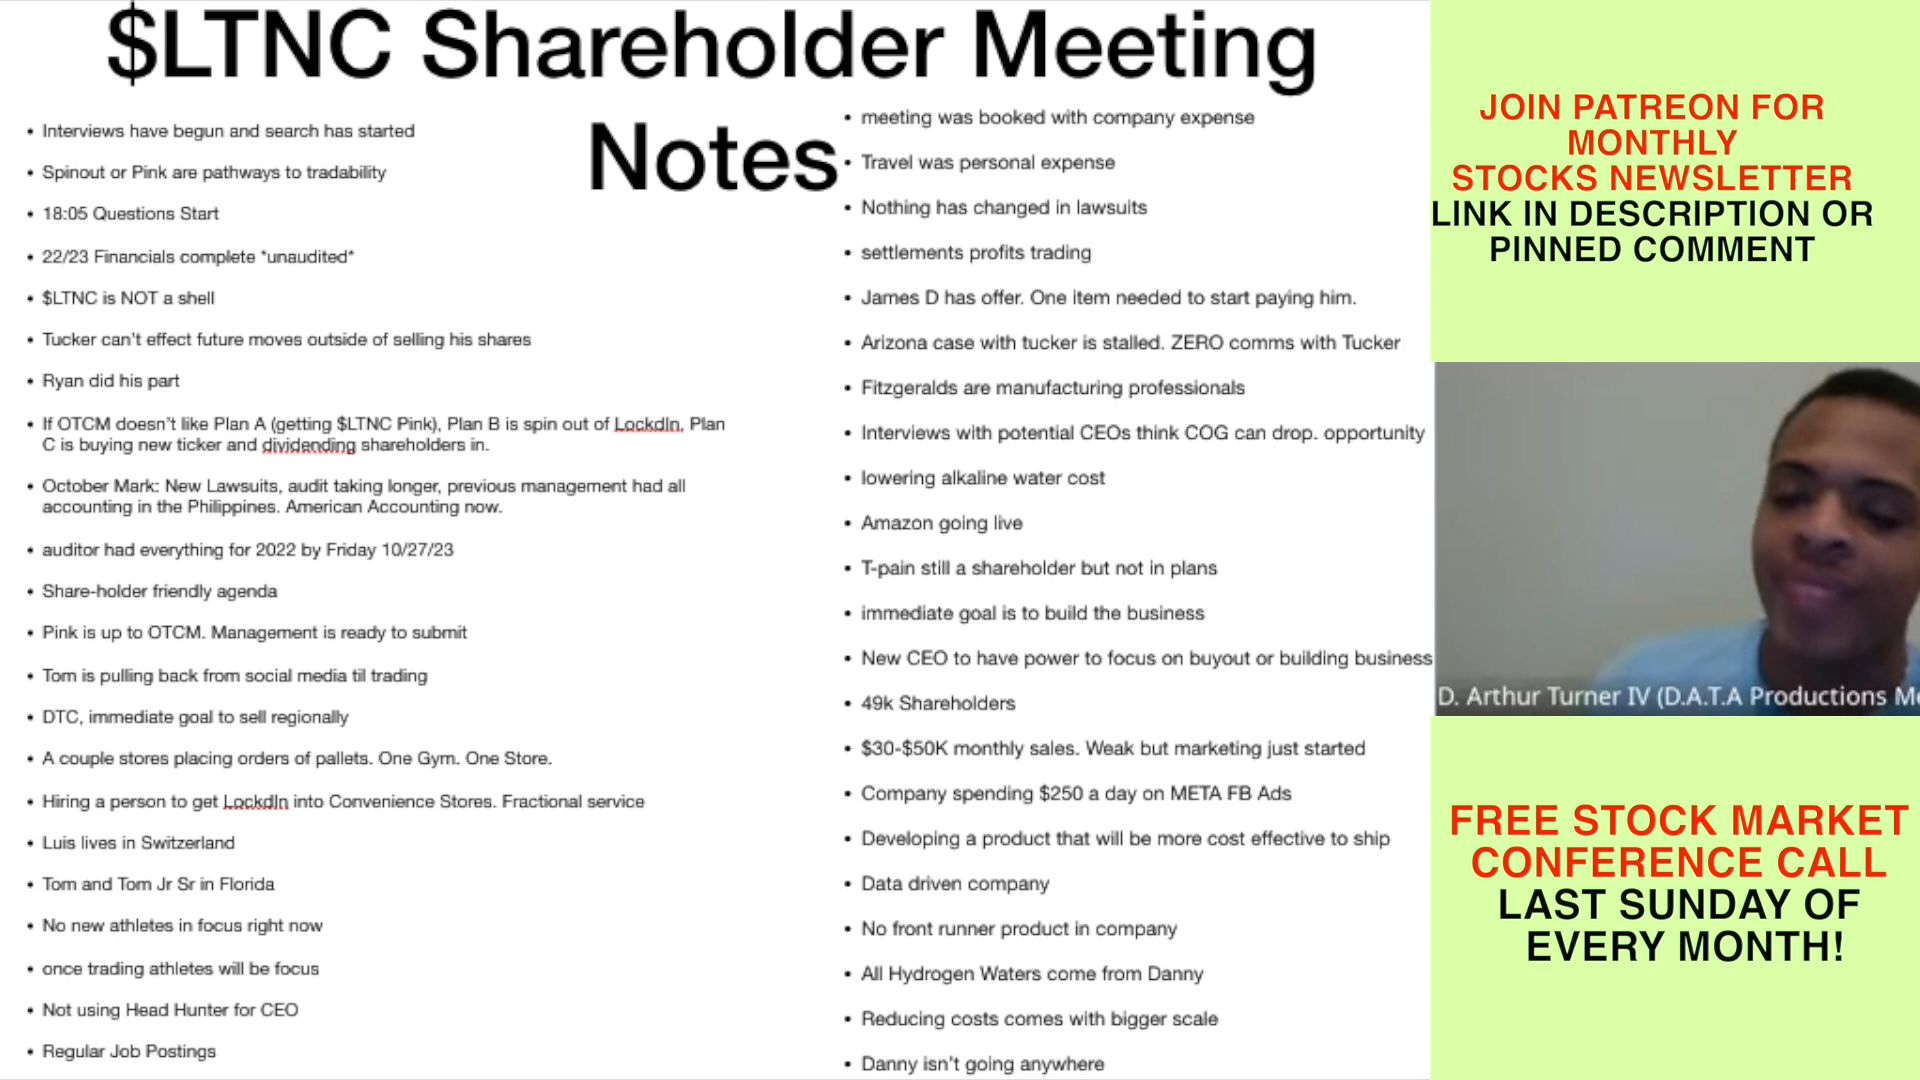 $LTNC Shareholder Meeting
Notes
• Interviews have begun and search has started
• Spinout or Pink are pathways to tradability
• 18:05 Questions Start
• 22/23 Financials complete *unaudited*
• $LTNC is NOT a shell
• Tucker can't effect future moves outside of selling his shares
• Ryan did his part
• If OTCM doesn't like Plan A (getting $LTNC Pink), Plan B is spin out of LockdIn, Plan
C is buying new ticker and dividending shareholders in.
• October Mark: New Lawsuits, audit taking longer, previous management had all
accounting in the Philippines. American Accounting now.
• auditor had everything for 2022 by Friday 10/27/23
• Share-holder friendly agenda
• Pink is up to OTCM. Management is ready to submit
• Tom is pulling back from social media til trading
• DTC, immediate goal to sell regionally
• A couple stores placing orders of pallets. One Gym. One Store.
• Hiring a person to get LockdIn into Convenience Stores. Fractional service
• Luis lives in Switzerland
• Tom and Tom Jr Sr in Florida
• No new athletes in focus right now
• once trading athletes will be focus
• Not using Head Hunter for CEO
• Regular Job Postings
• meeting was booked with company expense
• Travel was personal expense
• Nothing has changed in lawsuits
• settlements profits trading
• James D has offer. One item needed to start paying him.
• Arizona case with tucker is stalled. ZERO comms with Tucker
• Fitzgeralds are manufacturing professionals
• Interviews with potential CEOs think COG can drop. opportunity
• lowering alkaline water cost
• Amazon going live
• T-pain still a shareholder but not in plans
• immediate goal is to build the business
• New CEO to have power to focus on buyout or building business
• 49k Shareholders
• $30-$50K monthly sales. Weak but marketing just started
• Company spending $250 a day on META FB Ads
• Developing a product that will be more cost effective to ship
• Data driven company
• No front runner product in company
• All Hydrogen Waters come from Danny
• Reducing costs comes with bigger scale
• Danny isn't going anywhere
JOIN PATREON FOR
MONTHLY
STOCKS NEWSLETTER
LINK IN DESCRIPTION OR
PINNED COMMENT
D. Arthur Turner IV (D.A.T.A Productions Me
FREE STOCK MARKET
CONFERENCE CALL
LAST SUNDAY OF
EVERY MONTH!